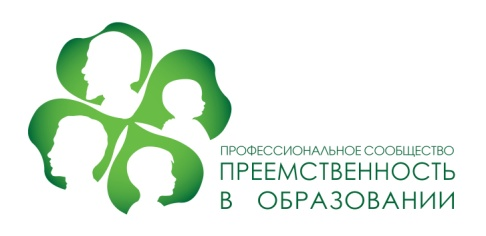 ПРОФЕССИОНАЛЬНОЕ СООБЩЕСТВО
ПРЕЕМСТВЕННОСТЬ
В ОБРАЗОВАНИИ